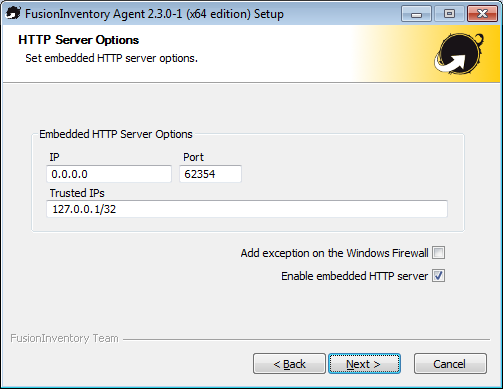 FusionInventory Agent 2.3.0-1 (x64 edition) Setup
HTTP Server Options
Set embedded HTTP server options.
Embedded HTTP Server Options
IP Port
0.0.0.0 62354
Trusted IPs
127.0.0.1/32
Add exception on the Windows Firewall
Enable embedded HTTP server
FusionInventory Team
< Back Next > Cancel